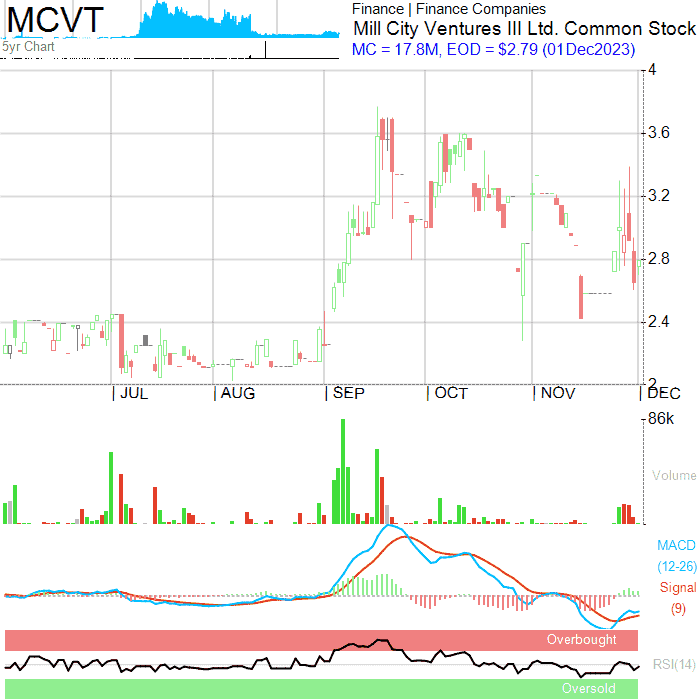 MCVT
Finance | Finance Companies
Mill City Ventures III Ltd. Common Stock
5yr Chart
MC = 17.8M, EOD = $2.79 (01Dec2023)
4
3.6
3.2
2.8
2.4
2
JUL AUG SEP OCT NOV DEC
86k
Volume
MACD
(12-26)
Signal
(9)
Overbought
RSI(14)
Oversold